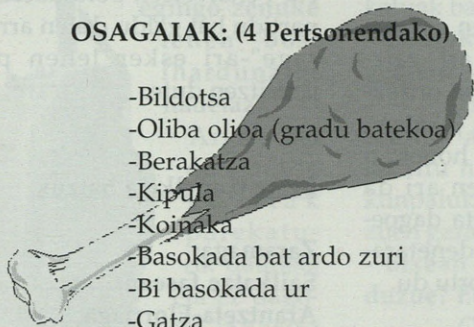 OSAGAIAK: (4 Pertsonendako)
-Bildotsa
-Oliba olioa (gradu batekoa)
-Berakatza
-Kipula
-Koinaka
-Basokada bat ardo zuri
-Bi basokada ur
-Gatza